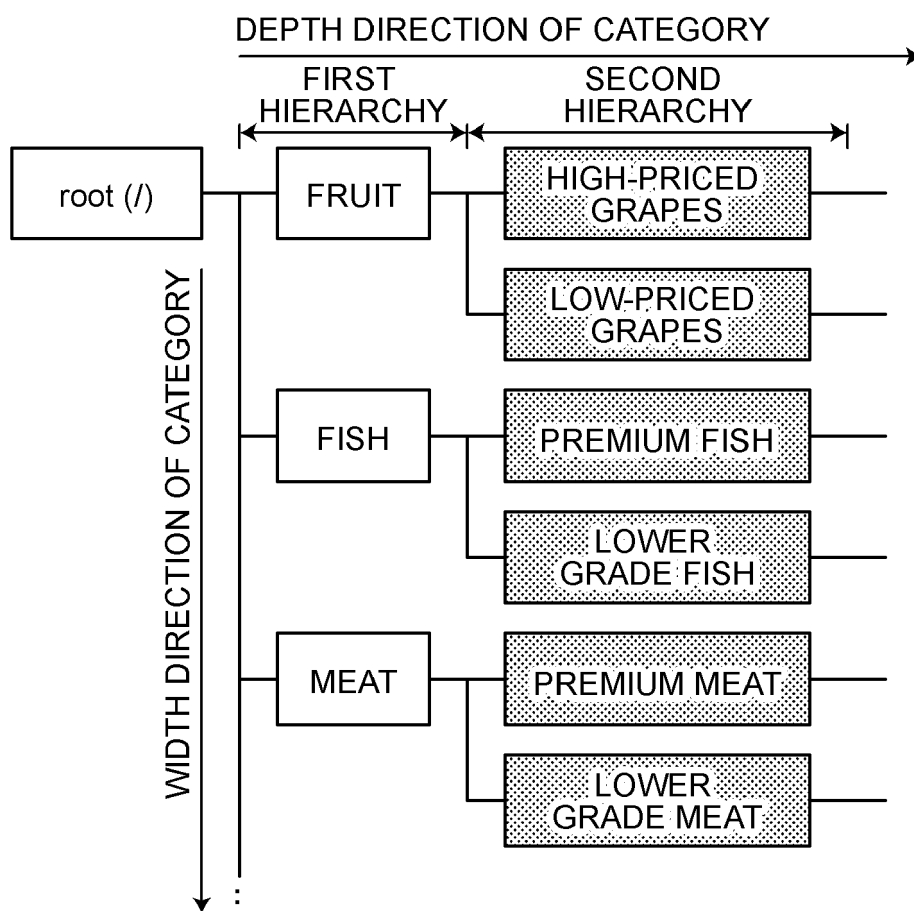 DEPTH DIRECTION OF CATEGORY
FIRST
HIERARCHY
SECOND
HIERARCHY
root (/)
FRUIT
HIGH-PRICED
GRAPES
LOW-PRICED
GRAPES
WIDTH DIRECTION OF CATEGORY
FISH
PREMIUM FISH
LOWER
GRADE FISH
MEAT
PREMIUM MEAT
LOWER
GRADE MEAT
: